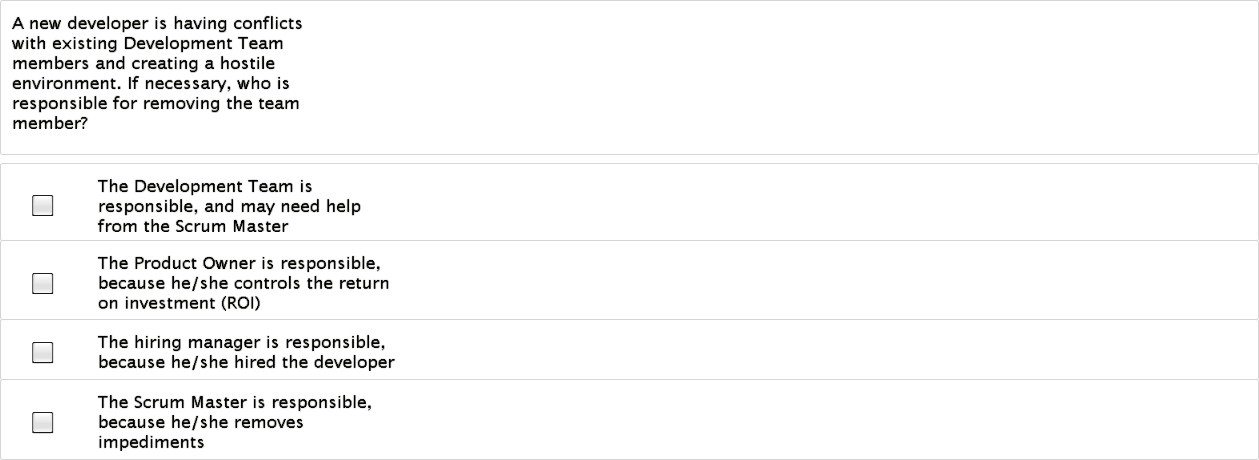 A new developer is having conflicts
with existing Development Team
members and creating a hostile
environment. If necessary, who is
responsible for removing the team
member?
The Development Team is
responsible, and may need help
from the Scrum Master
The Product Owner is responsible,
because he/she controls the return
on investment (ROI)
The hiring manager is responsible,
because he/she hired the developer
The Scrum Master is responsible,
because he/she removes
impediments